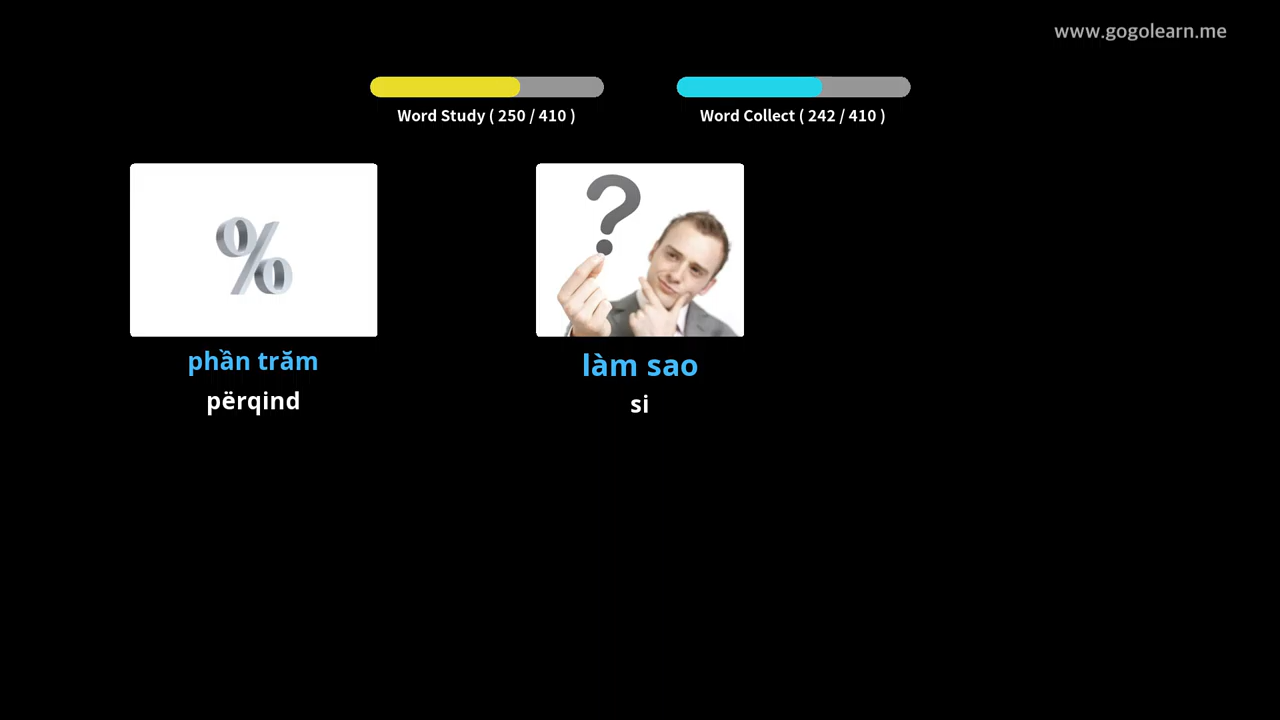 www.gogolearn.me
Word Study ( 250 / 410 )
Word Collect ( 242 / 410 )
%
?
phần trăm
làm sao
përqind
si